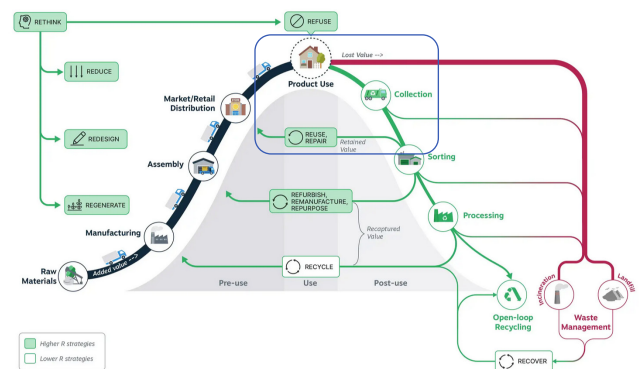 RETHINK
REFUSE
REDUCE
REDESIGN
REGENERATE
Lost Value -->
Product Use
Market/Retail
Distribution
Collection
REUSE,
REPAIR
Retained
Value
Assembly
Sorting
REFURBISH,
REMANUFACTURE,
REPURPOSE
Manufacturing
Processing
Recaptured
Value
Added value -->
Raw
Materials
RECYCLE
Pre-use
Use
Post-use
Incineration
Landfill
Open-loop
Recycling
Waste
Management
RECOVER
Higher R strategies
Lower R strategies